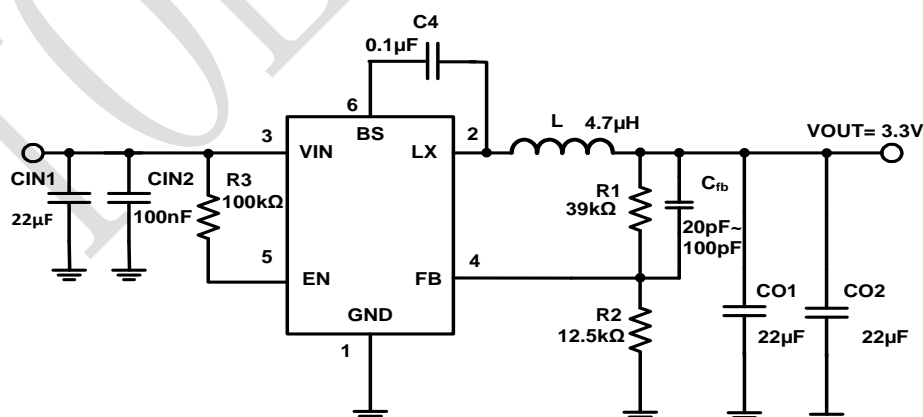 C4
0.1µF
6
BS
3
VIN
LX
2
L
4.7µH
VOUT= 3.3V
CIN1
22µF
CIN2
100nF
R3
100kΩ
R1
39kΩ
Cfb
20pF~
100pF
5
EN
FB
4
GND
1
R2
12.5kΩ
CO1
22µF
CO2
22µF